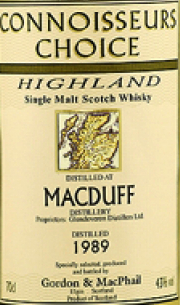 CONNOISSEURS
CHOICE
HIGHLAND
Single Malt Scotch Whisky
DISTILLED AT
MACDUFF
DISTILLERY
Proprietors: Glendeveron Distillers Ltd
DISTILLED
1989
Specially selected, produced
and bottled by
Gordon & MacPhail
Elgin Scotland
70cl Product of Scotland 43%